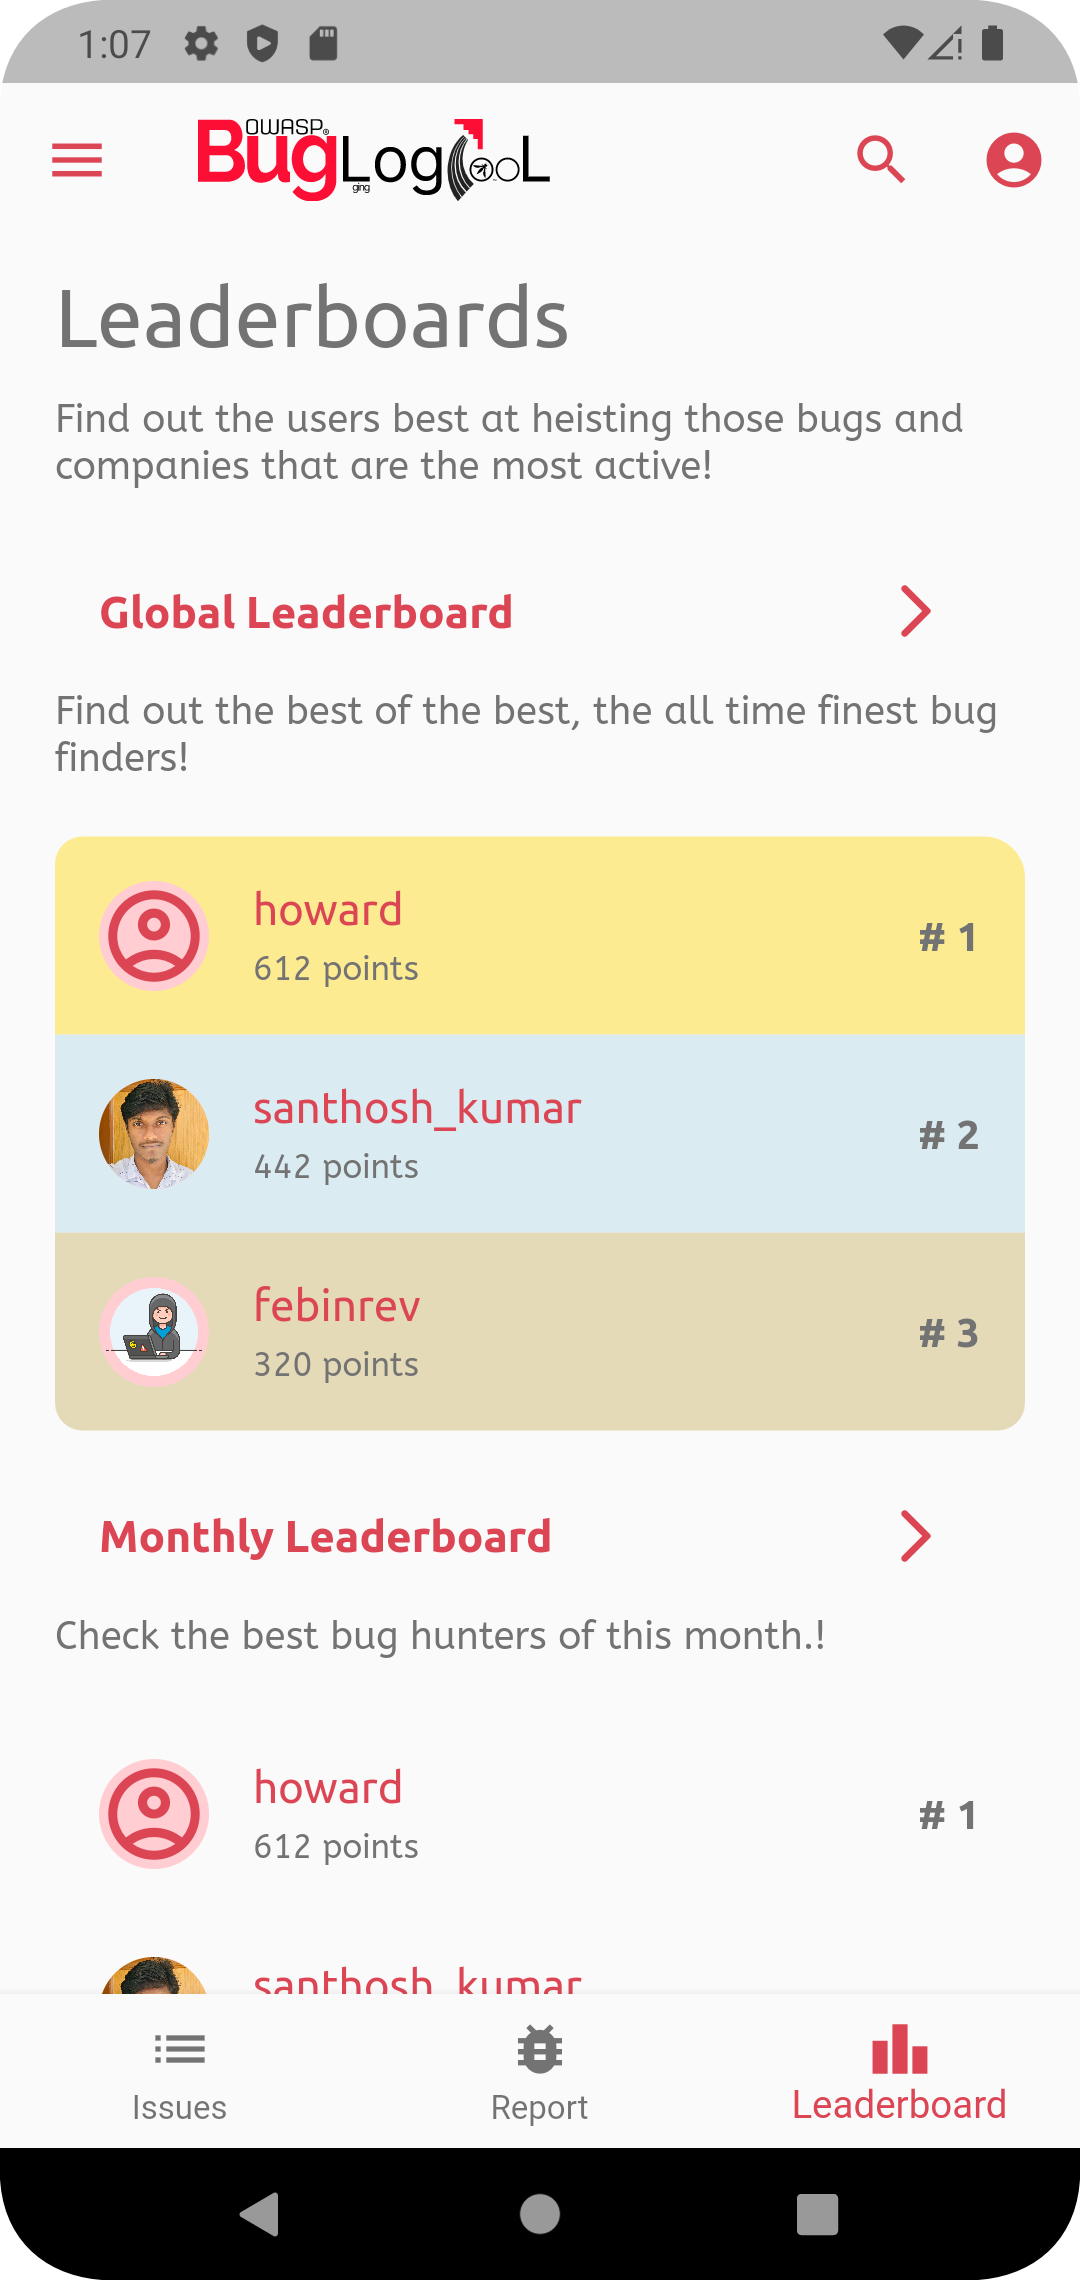 1:07
OWASP®
BugLogTooL
ging
Leaderboards
Find out the users best at heisting those bugs and
companies that are the most active!
Global Leaderboard
Find out the best of the best, the all time finest bug
finders!
howard
612 points
# 1
santhosh_kumar
442 points
# 2
febinrev
320 points
# 3
Monthly Leaderboard
Check the best bug hunters of this month.!
howard
612 points
# 1
santhosh_kumar
Issues
Report
Leaderboard